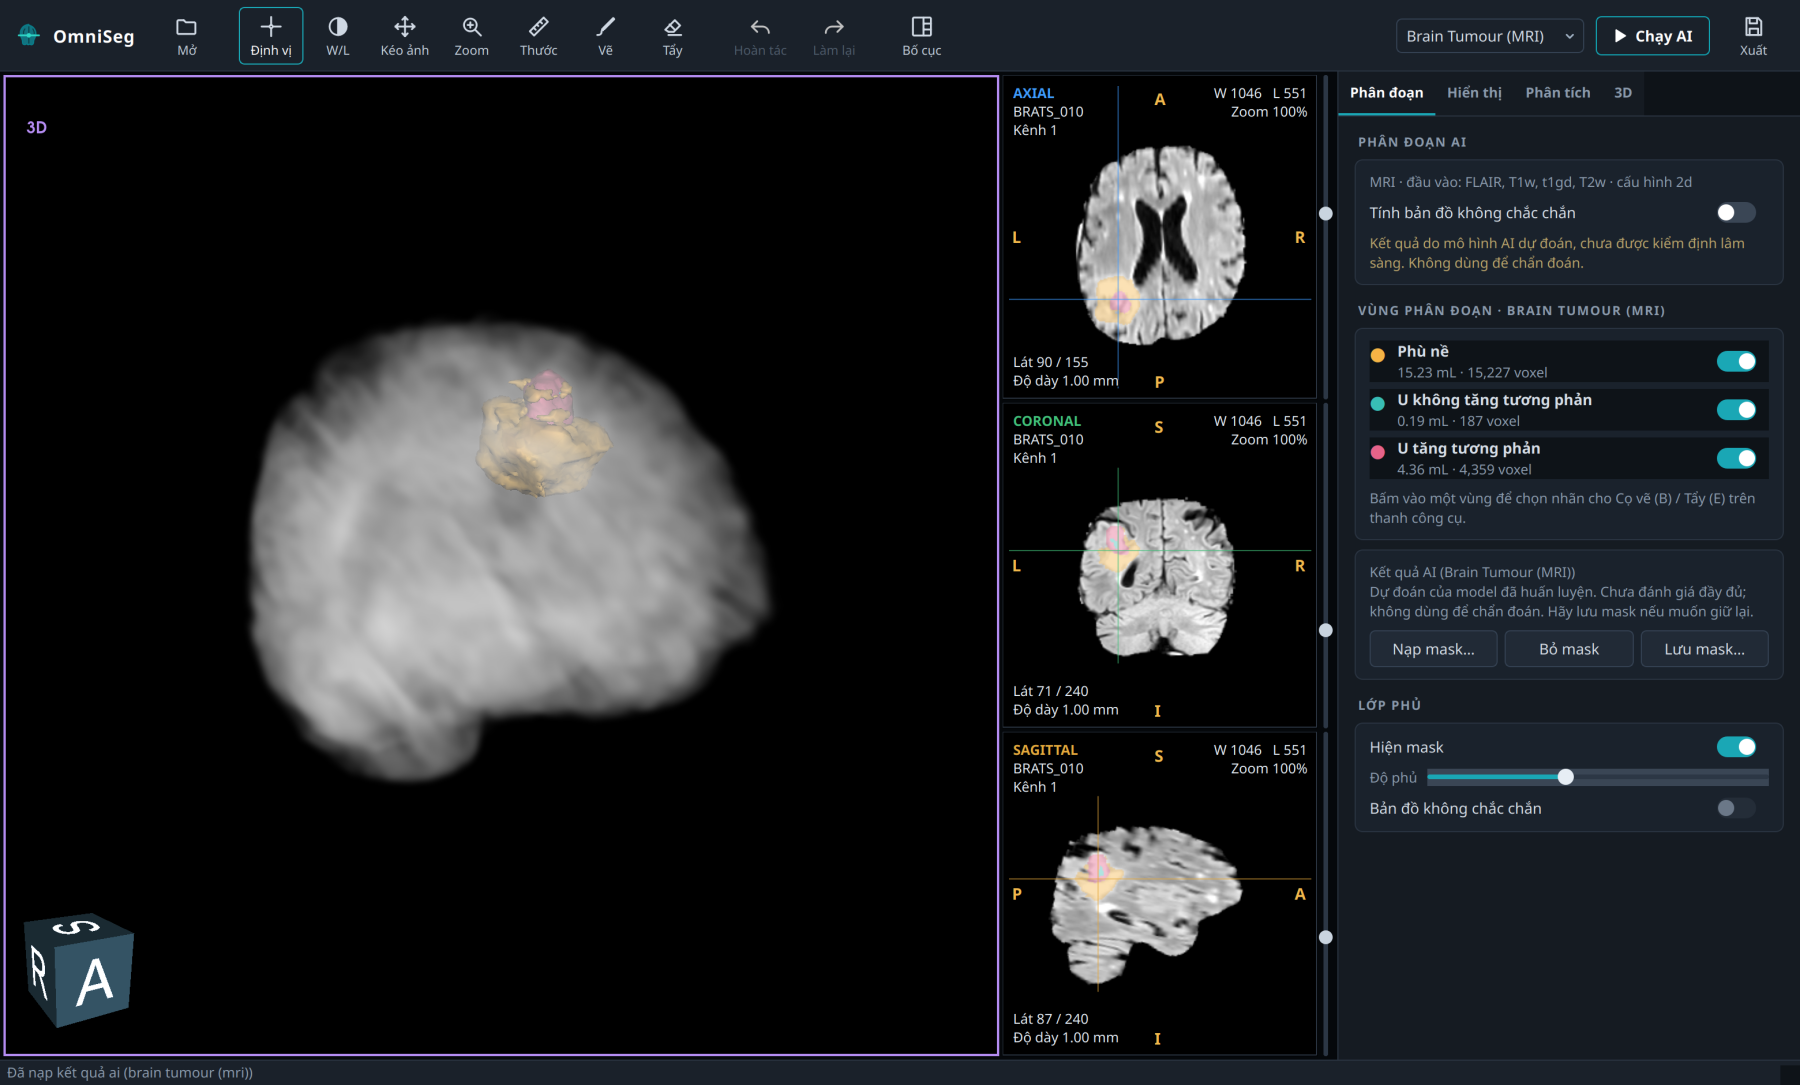 OmniSeg
Mở
Định vị
W/L
Kéo ảnh
Zoom
Thước
Vẽ
Tẩy
Hoàn tác
Làm lại
Bố cục
Brain Tumour (MRI)
Chạy AI
Xuất
3D
S
R
A
AXIAL
BRATS_010
Kênh 1
A
W 1046 L 551
Zoom 100%
L
R
Lát 90 / 155
Độ dày 1.00 mm
P
CORONAL
BRATS_010
Kênh 1
S
W 1046 L 551
Zoom 100%
L
R
Lát 71 / 240
Độ dày 1.00 mm
I
SAGITTAL
BRATS_010
Kênh 1
S
W 1046 L 551
Zoom 100%
P
A
Lát 87 / 240
Độ dày 1.00 mm
I
Phân đoạn
Hiển thị
Phân tích
3D
PHÂN ĐOẠN AI
MRI · đầu vào: FLAIR, T1w, t1gd, T2w · cấu hình 2d
Tính bản đồ không chắc chắn
Kết quả do mô hình AI dự đoán, chưa được kiểm định lâm
sàng. Không dùng để chẩn đoán.
VÙNG PHÂN ĐOẠN · BRAIN TUMOUR (MRI)
Phù nề
15.23 mL · 15,227 voxel
U không tăng tương phản
0.19 mL · 187 voxel
U tăng tương phản
4.36 mL · 4,359 voxel
Bấm vào một vùng để chọn nhãn cho Cọ vẽ (B) / Tẩy (E) trên
thanh công cụ.
Kết quả AI (Brain Tumour (MRI))
Dự đoán của model đã huấn luyện. Chưa đánh giá đầy đủ;
không dùng để chẩn đoán. Hãy lưu mask nếu muốn giữ lại.
Nạp mask...
Bỏ mask
Lưu mask...
LỚP PHỦ
Hiện mask
Độ phủ
Bản đồ không chắc chắn
Đã nạp kết quả ai (brain tumour (mri))